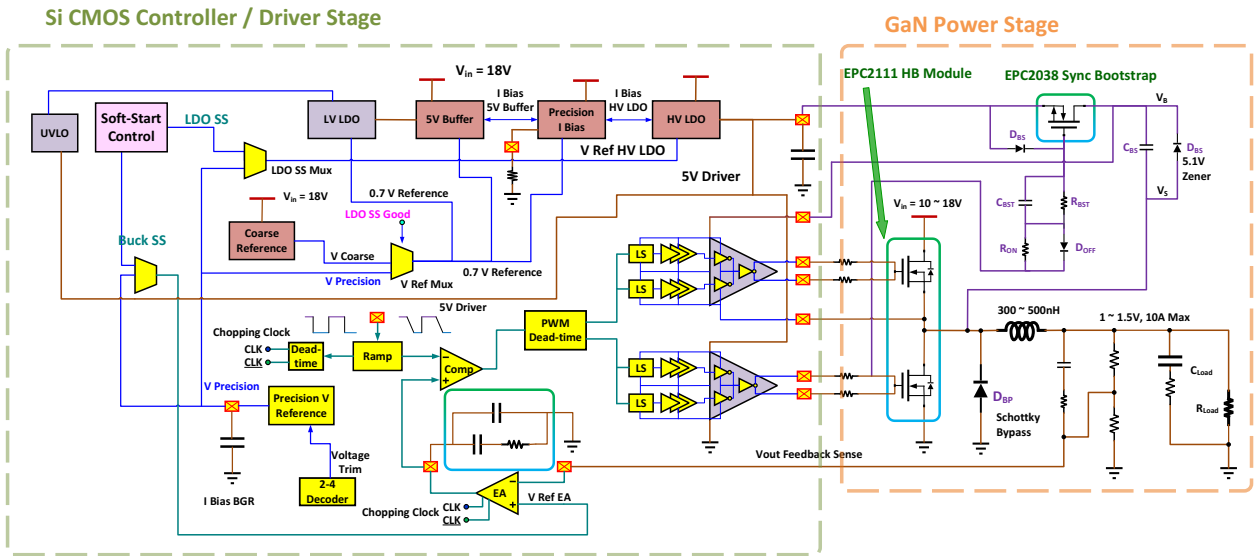 Si CMOS Controller / Driver Stage
GaN Power Stage
EPC2111 HB Module
EPC2038 Sync Bootstrap
Vin = 18V
UVLO
Soft-Start
Control
LDO SS
LV LDO
5V Buffer
I Bias
5V Buffer
Precision
I Bias
I Bias
HV LDO
HV LDO
V Ref HV LDO
LDO SS Mux
5V Driver
0.7 V Reference
LDO SS Good
Vin = 18V
Coarse
Reference
V Coarse
V Precision
V Ref Mux
0.7 V Reference
Buck SS
5V Driver
Chopping Clock
CLK
CLK
Dead-
time
Ramp
Comp
PWM
Dead-time
LS
LS
LS
LS
V Precision
Precision V
Reference
Voltage
Trim
2-4
Decoder
I Bias BGR
EA
V Ref EA
Chopping Clock
CLK
CLK
Vout Feedback Sense
VB
DBS
CBS
DBS
5.1V
Zener
VS
CBST
RBST
RON
DOFF
Vin = 10 ~ 18V
300 ~ 500nH
1 ~ 1.5V, 10A Max
DBP
Schottky
Bypass
CLoad
RLoad